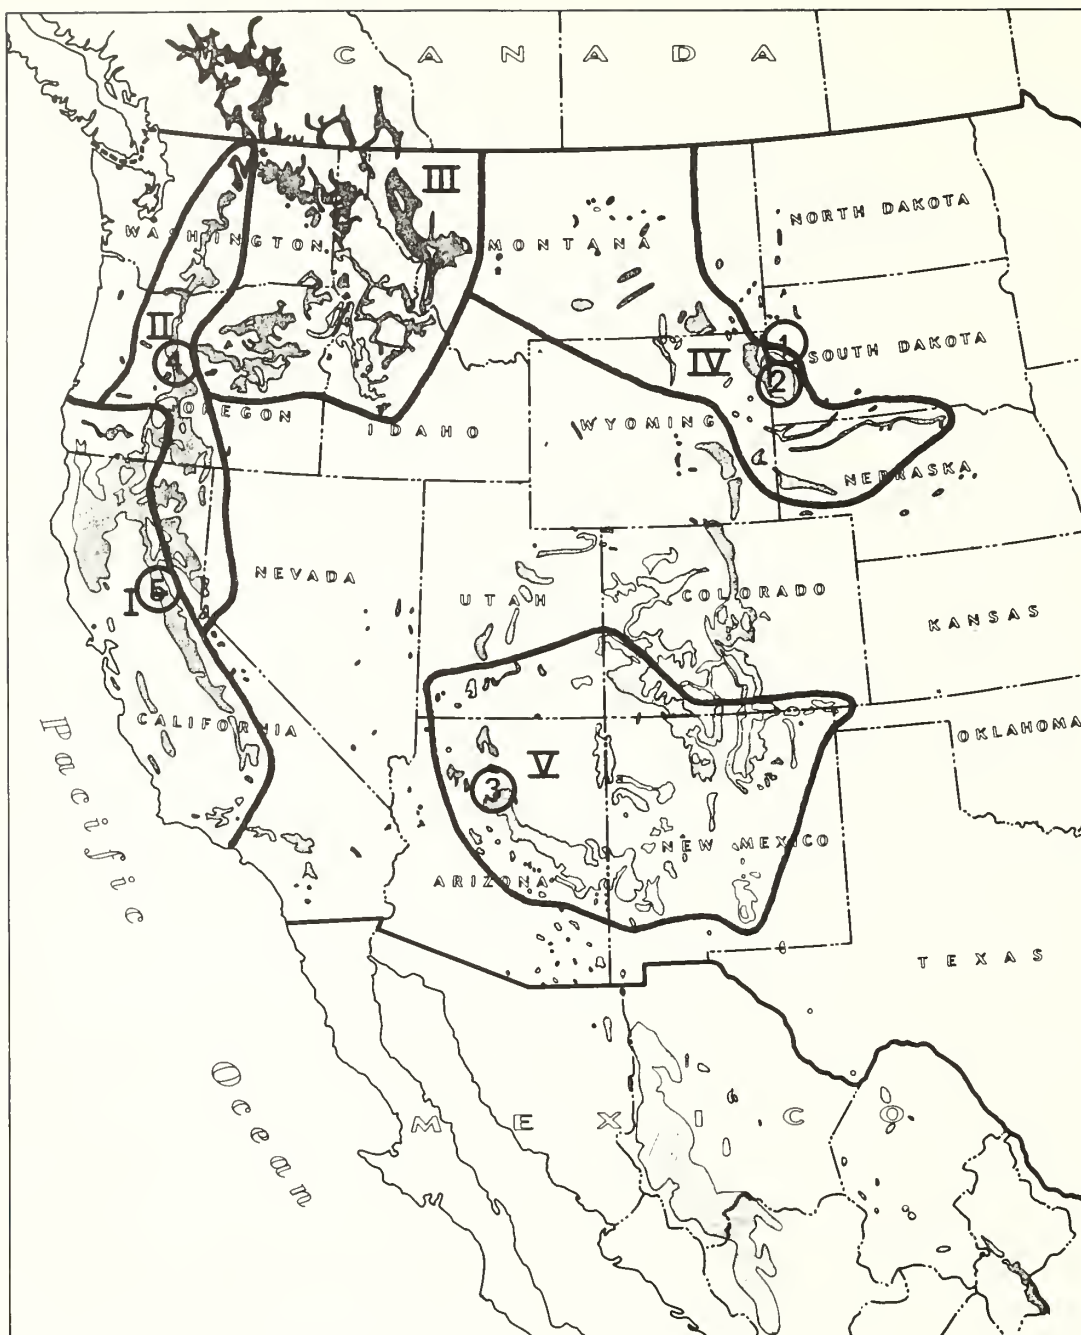 CANADA
III
WASHINGTON
MONTANA
NORTH DAKOTA
II
4
1
SOUTH DAKOTA
IV
2
OREGON
IDAHO
WYOMING
NEBRASKA
NEVADA
I
5
UTAH
COLORADO
KANSAS
CALIFORNIA
OKLAHOMA
Pacific
V
3
NEW MEXICO
ARIZONA
TEXAS
Ocean
MEXICO